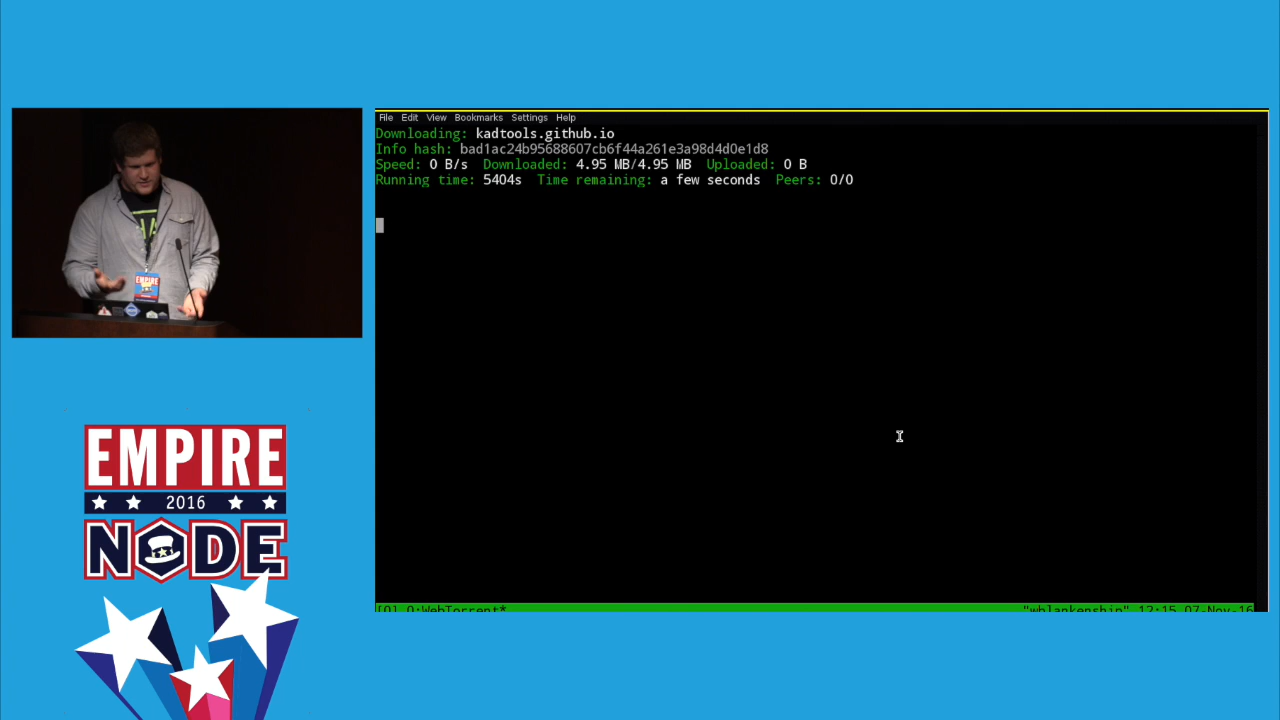 File Edit View Bookmarks Settings Help
Downloading: kadtools.github.io
Info hash: bad1ac24b95688607cb6f44a261e3a98d4d0e1d8
Speed: 0 B/s Downloaded: 4.95 MB/4.95 MB Uploaded: 0 B
Running time: 5404s Time remaining: a few seconds Peers: 0/0
[0] 0:WebTorrent* "wblankenship" 12:15 07-Nov-16
EMPIRE
EMPIRE
2016
NODE